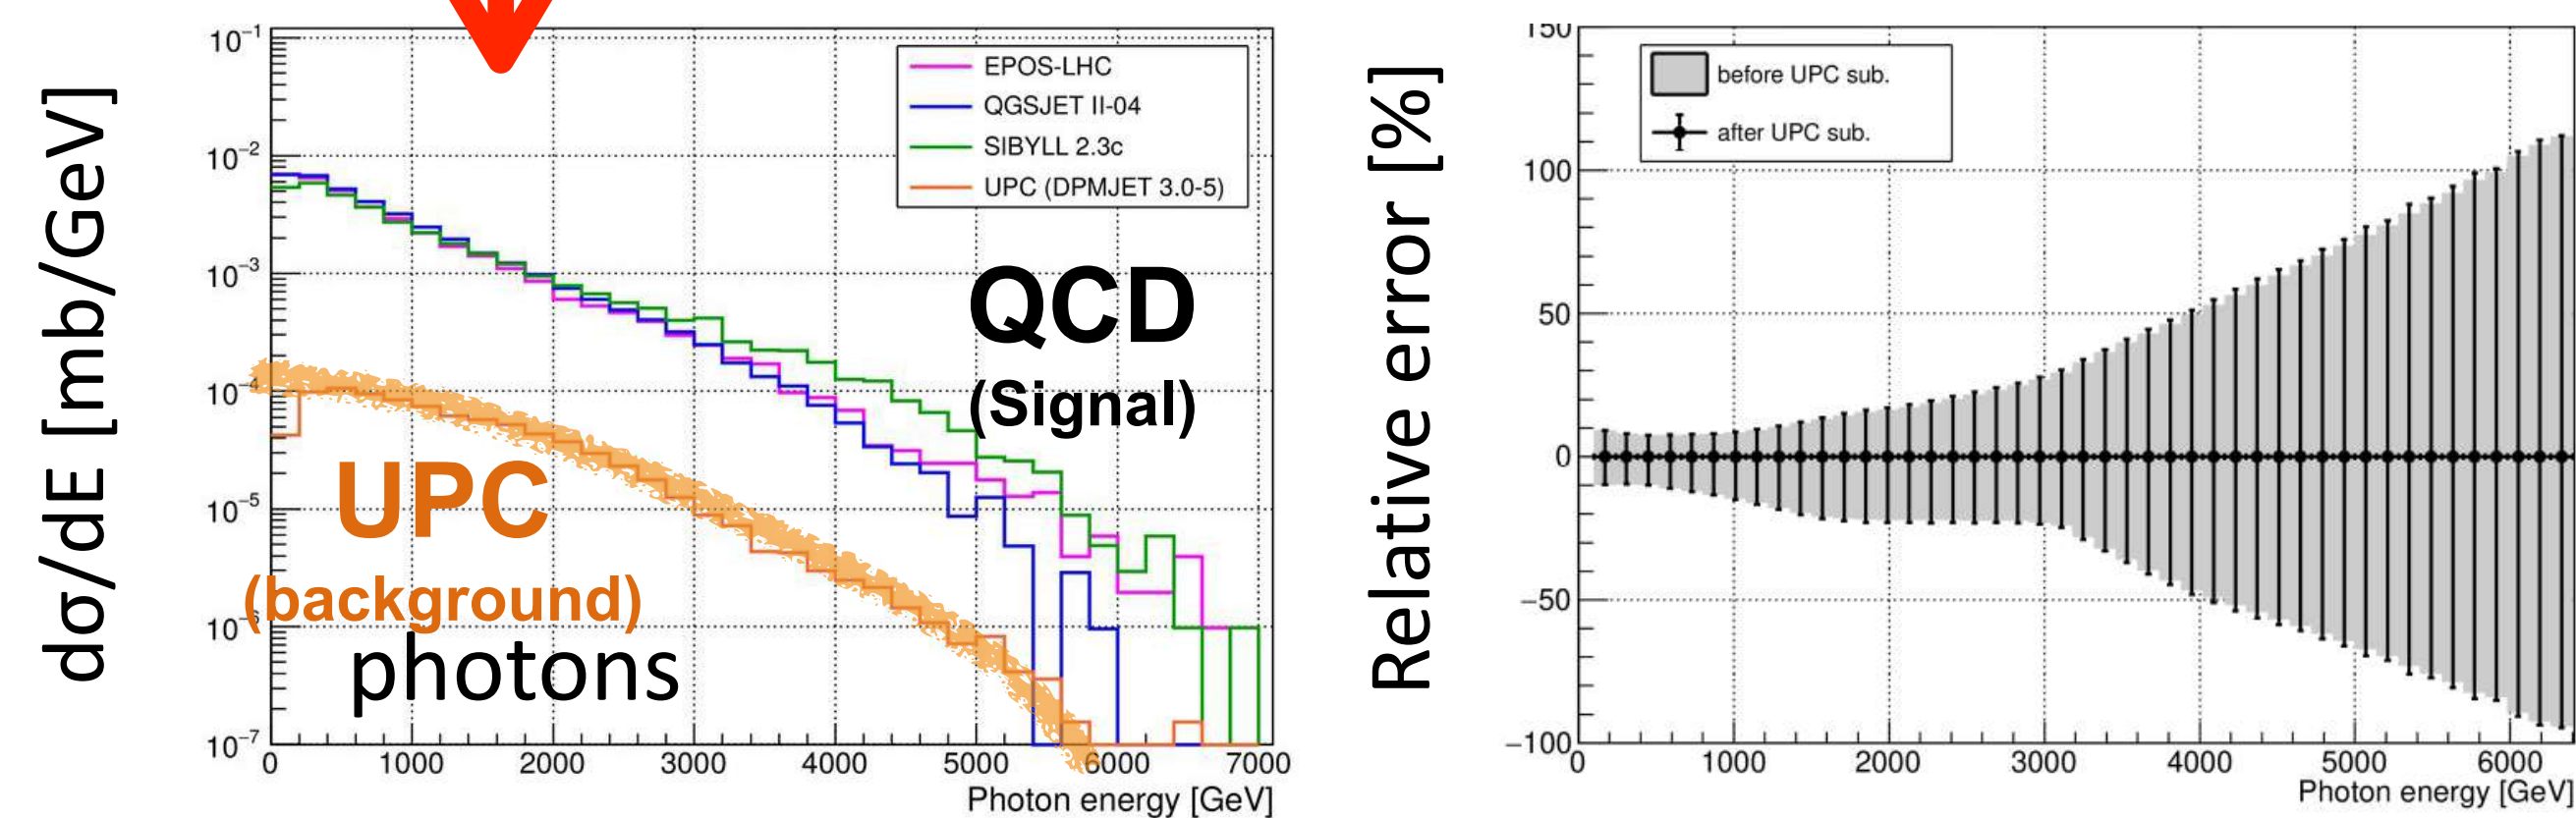 dσ/dE [mb/GeV]
10⁻¹
10⁻²
10⁻³
10⁻⁴
10⁻⁵
10⁻⁶
10⁻⁷
EPOS-LHC
QGSJET II-04
SIBYLL 2.3c
UPC (DPMJET 3.0-5)
QCD
(Signal)
UPC
(background)
photons
0 1000 2000 3000 4000 5000 6000 7000
Photon energy [GeV]
Relative error [%]
150
100
50
0
−50
−100
before UPC sub.
after UPC sub.
0 1000 2000 3000 4000 5000 6000
Photon energy [GeV]